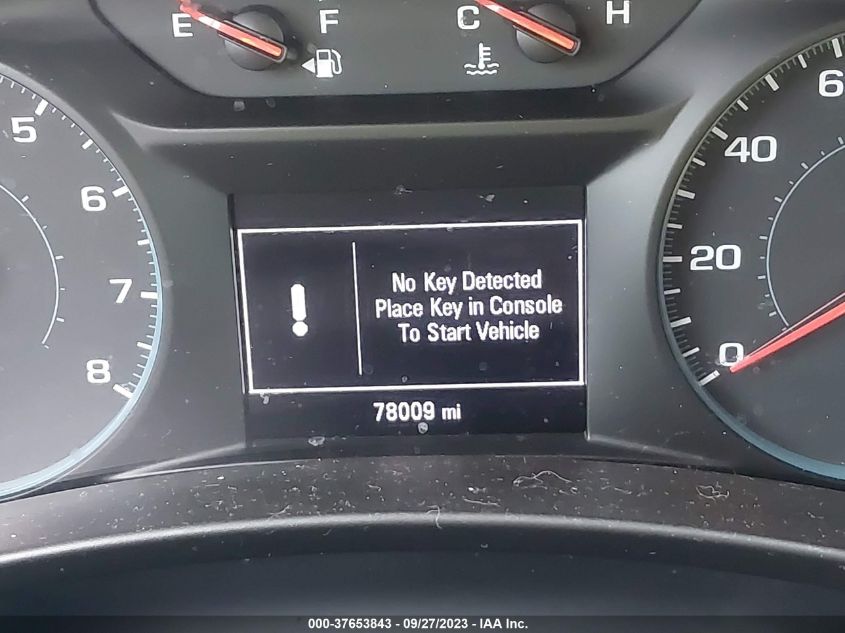 E F C H
5 6 7 8
No Key Detected
Place Key in Console
To Start Vehicle
78009 mi
60 40 20 0
000-37653843 - 09/27/2023 - IAA Inc.